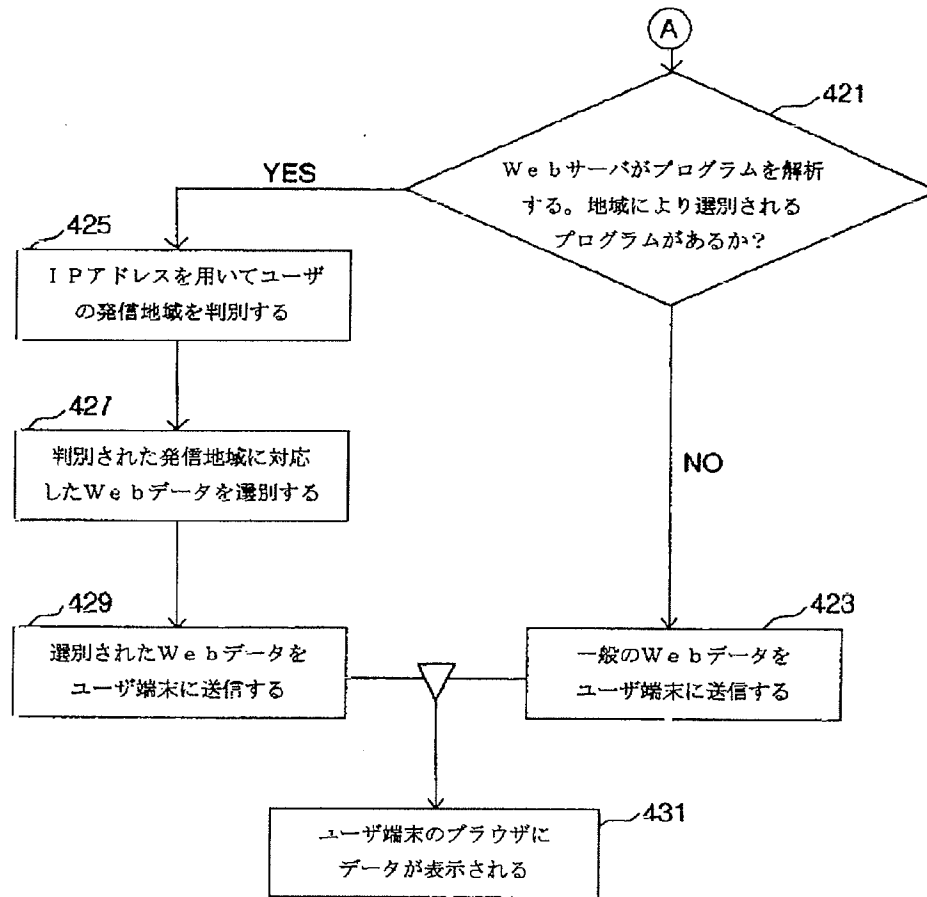 A
421
Ｗｅｂサーバがプログラムを解析
する。地域により選別される
プログラムがあるか？
YES
NO
425
ＩＰアドレスを用いてユーザ
の発信地域を判別する
427
判別された発信地域に対応
したＷｅｂデータを選別する
429
選別されたＷｅｂデータを
ユーザ端末に送信する
423
一般のＷｅｂデータを
ユーザ端末に送信する
431
ユーザ端末のブラウザに
データが表示される